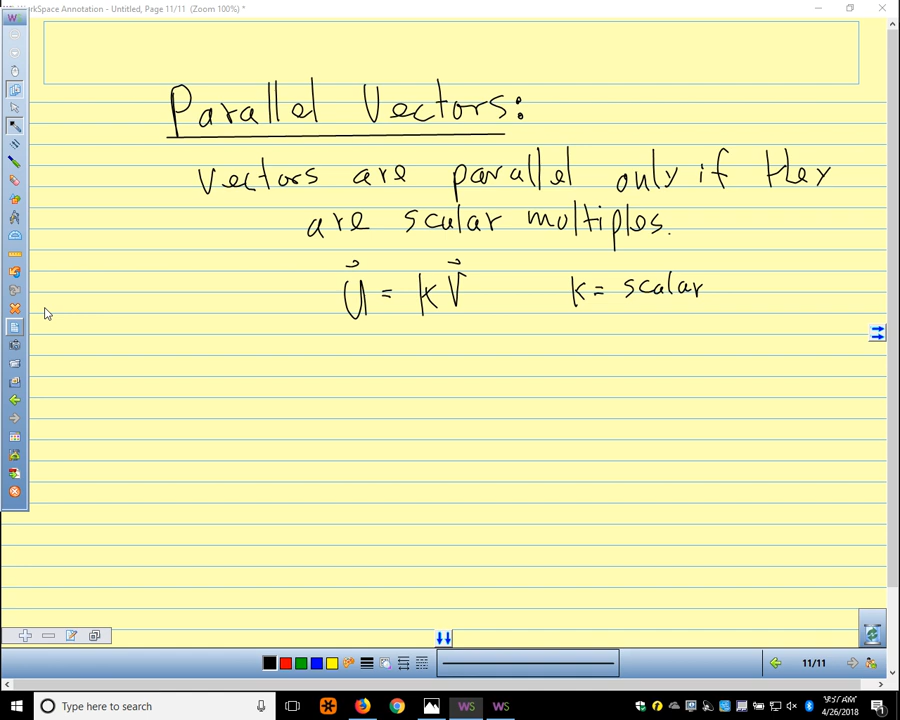 WorkSpace Annotation - Untitled, Page 11/11 (Zoom 100%) *
Parallel Vectors:
Vectors are parallel only if they
are scalar multiples.
u⃗ = k v⃗ k = scalar
11/11
Type here to search
4/26/2018